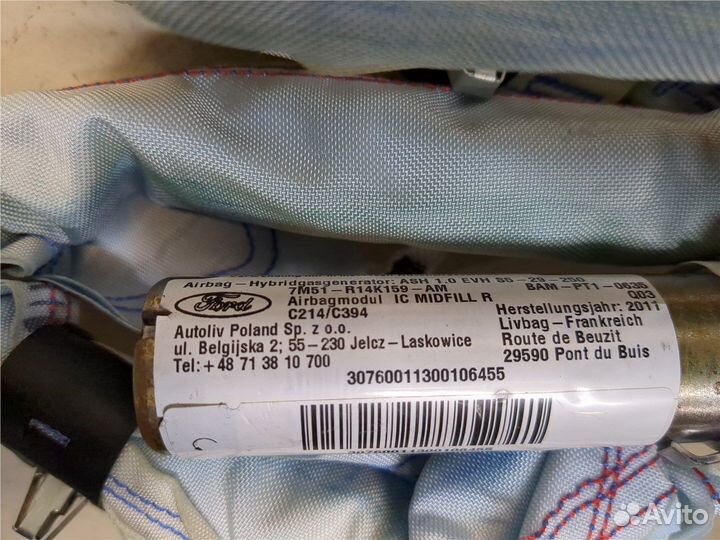 Airbag-Hybridgasgenerator: ASH 1,0 EVH 55-29-250
7M51-R14K159-AM
BAM-PT1-0635
Ford
Airbagmodul IC MIDFILL R
003
C214/C394
Herstellungsjahr: 2011
Autoliv Poland Sp. z o.o.
Livbag-Frankreich
ul. Belgijska 2; 55-230 Jelcz-Laskowice
Route de Beuzit
Tel: +48 71 38 10 700
29590 Pont du Buis
30760011300106455
30760011300106455
Avito